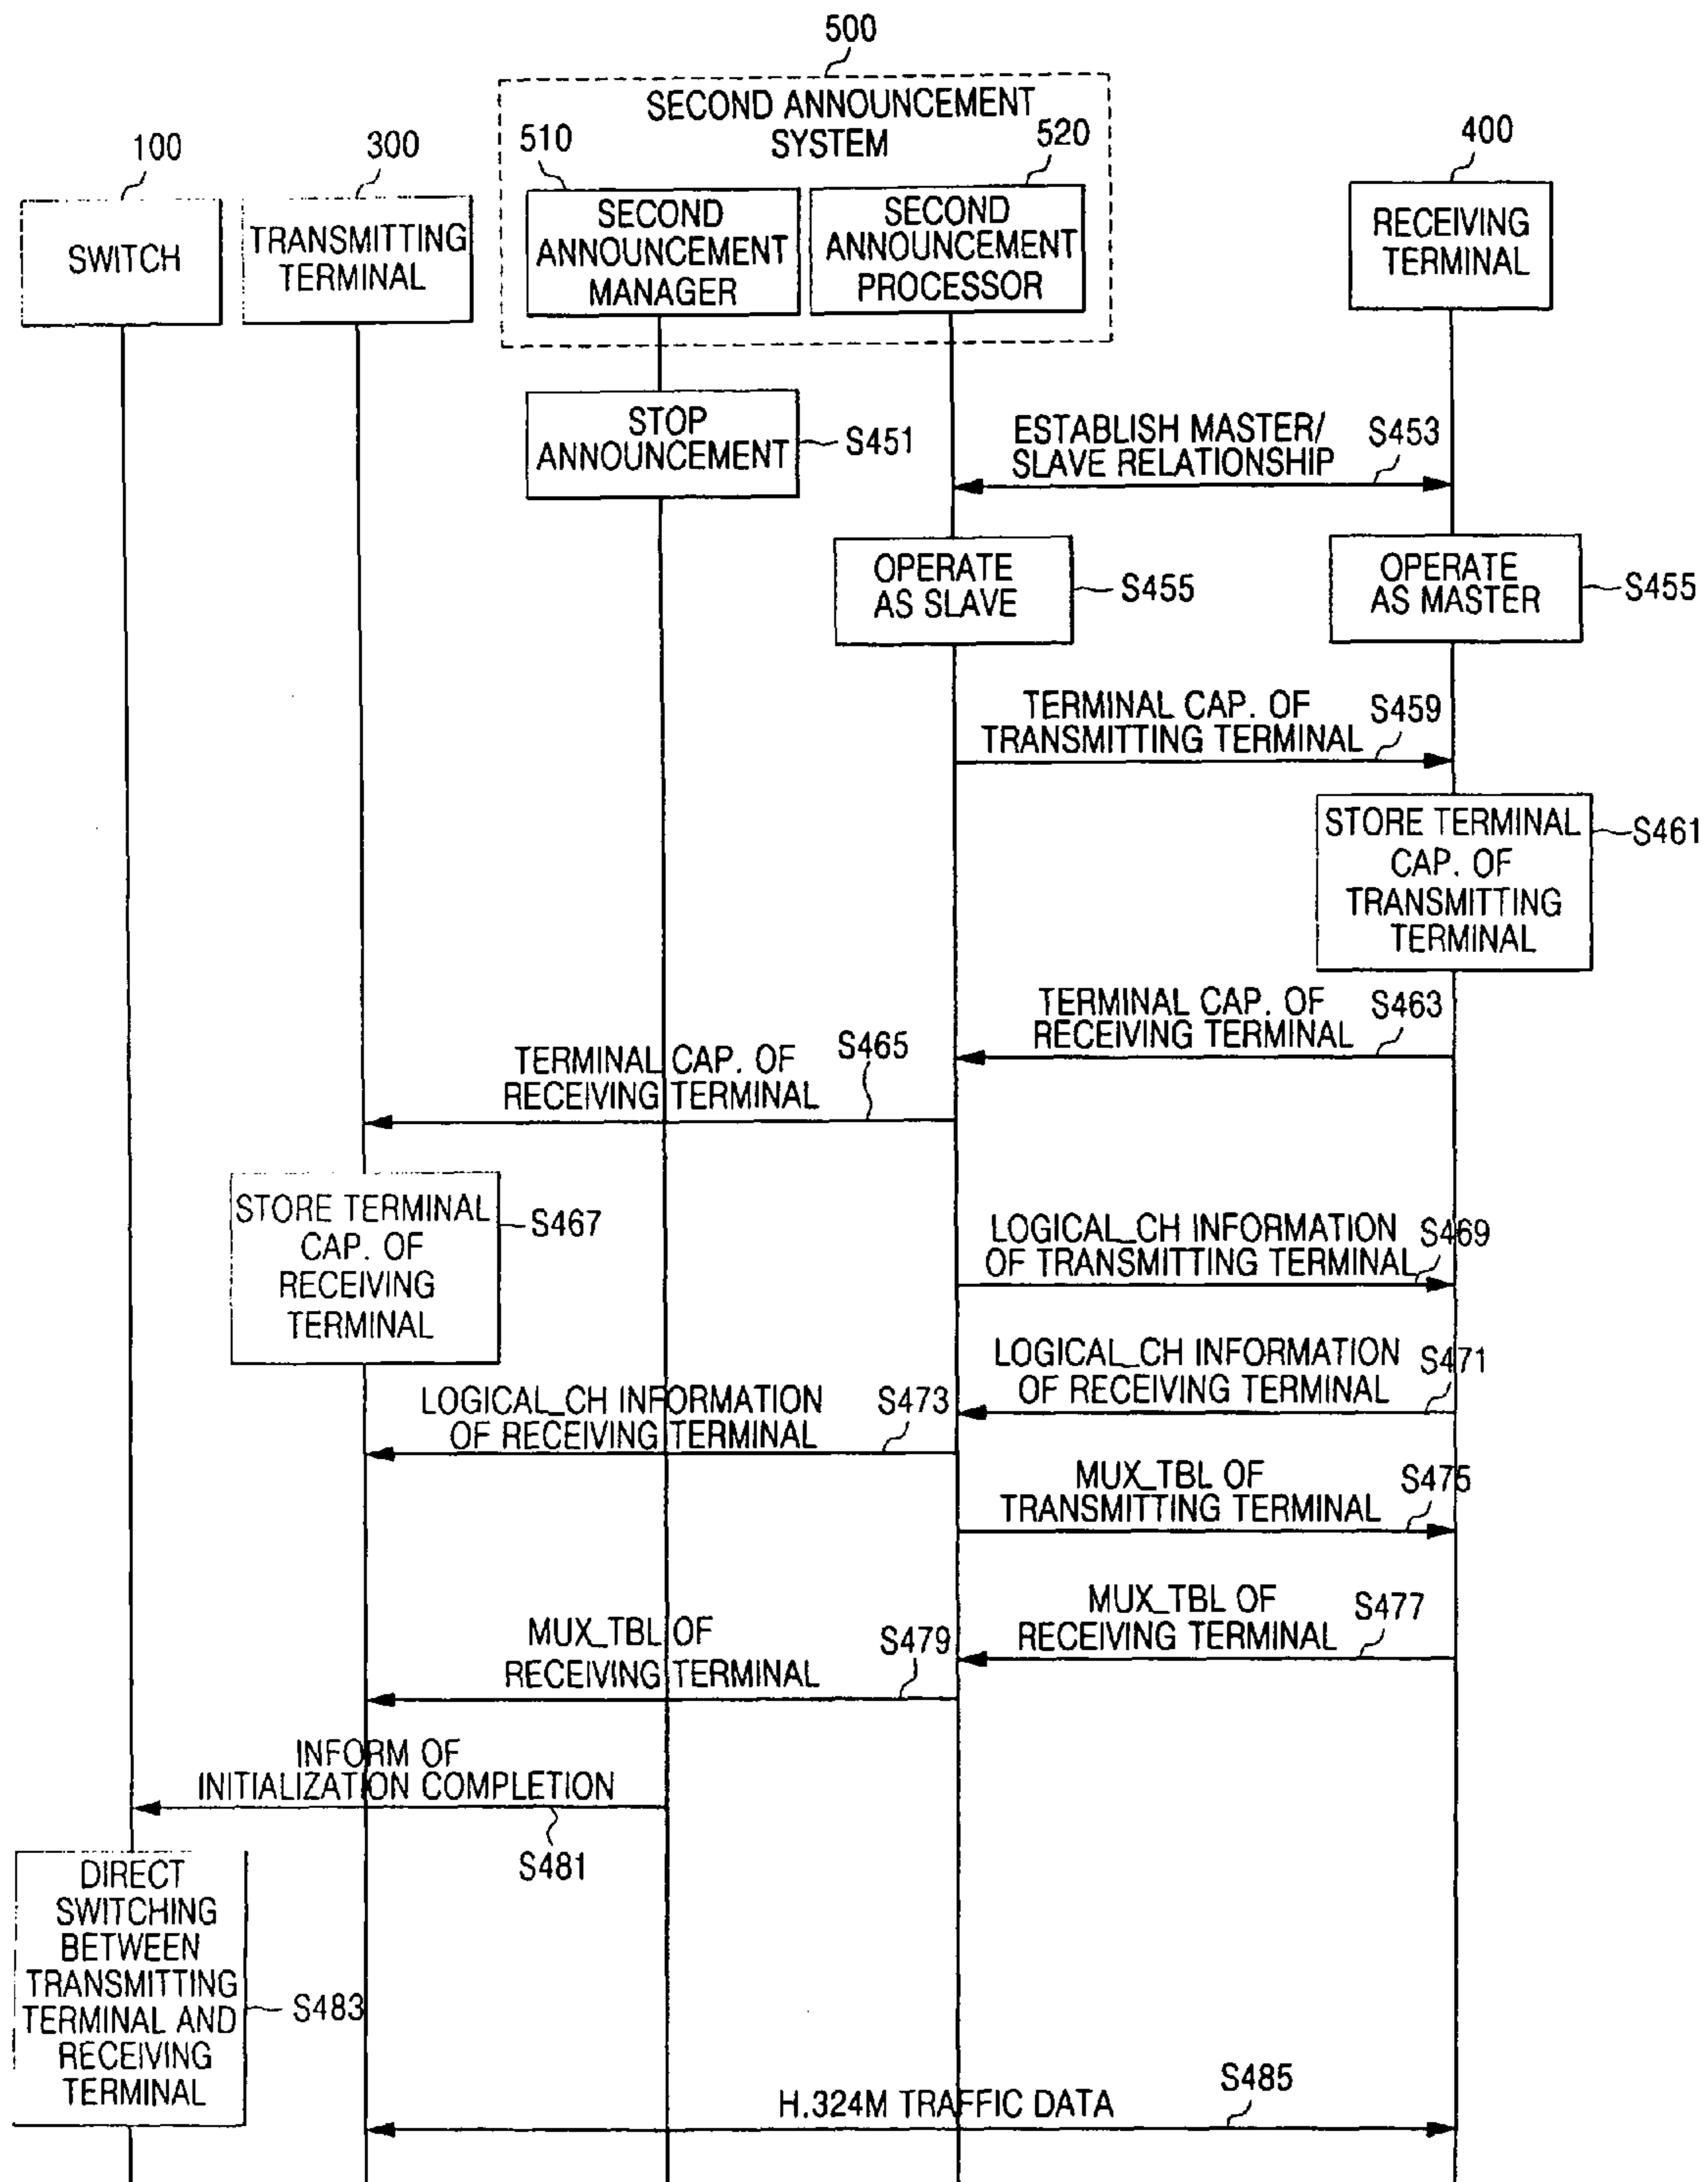 500
SECOND ANNOUNCEMENT
SYSTEM
100
300
510
520
400
SWITCH
TRANSMITTING
TERMINAL
SECOND
ANNOUNCEMENT
MANAGER
SECOND
ANNOUNCEMENT
PROCESSOR
RECEIVING
TERMINAL
STOP
ANNOUNCEMENT
S451
ESTABLISH MASTER/
SLAVE RELATIONSHIP
S453
OPERATE
AS SLAVE
S455
OPERATE
AS MASTER
S455
TERMINAL CAP. OF
TRANSMITTING TERMINAL
S459
STORE TERMINAL
CAP. OF
TRANSMITTING
TERMINAL
S461
TERMINAL CAP. OF
RECEIVING TERMINAL
S463
TERMINAL CAP. OF
RECEIVING TERMINAL
S465
STORE TERMINAL
CAP. OF
RECEIVING
TERMINAL
S467
LOGICAL_CH INFORMATION
OF TRANSMITTING TERMINAL
S469
LOGICAL_CH INFORMATION
OF RECEIVING TERMINAL
S471
LOGICAL_CH INFORMATION
OF RECEIVING TERMINAL
S473
MUX_TBL OF
TRANSMITTING TERMINAL
S475
MUX_TBL OF
RECEIVING TERMINAL
S477
MUX_TBL OF
RECEIVING TERMINAL
S479
INFORM OF
INITIALIZATION COMPLETION
S481
DIRECT
SWITCHING
BETWEEN
TRANSMITTING
TERMINAL AND
RECEIVING
TERMINAL
S483
H.324M TRAFFIC DATA
S485